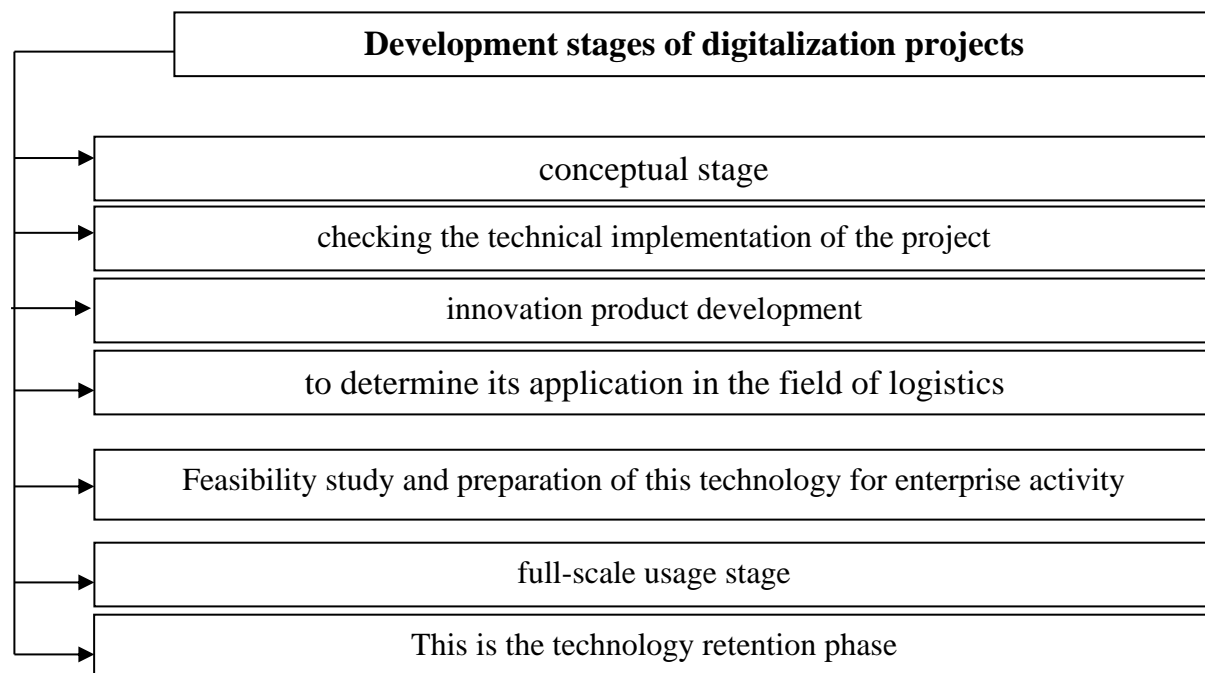 Development stages of digitalization projects
conceptual stage
checking the technical implementation of the project
innovation product development
to determine its application in the field of logistics
Feasibility study and preparation of this technology for enterprise activity
full-scale usage stage
This is the technology retention phase